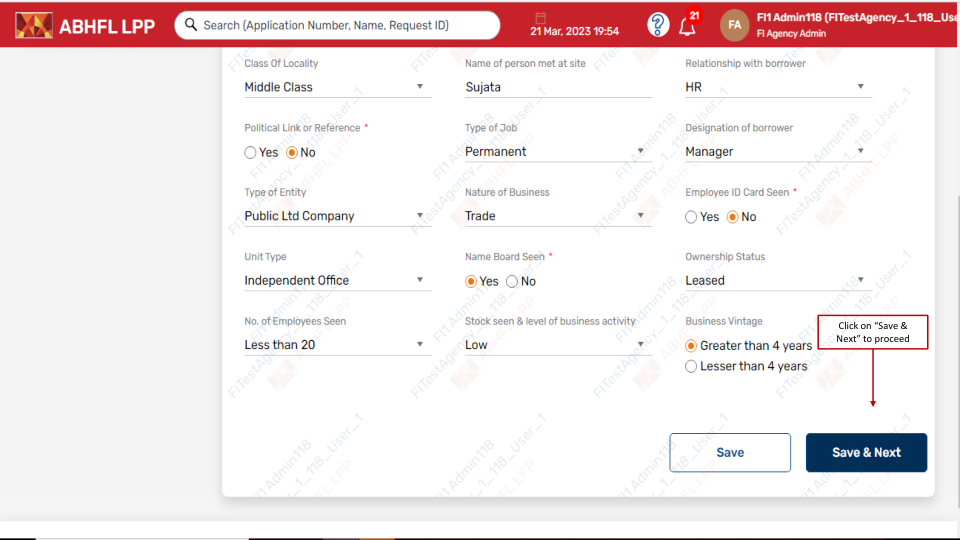 ABHFL LPP
Search (Application Number, Name, Request ID)
21 Mar, 2023 19:54
21
FA
FI1 Admin118 (FITestAgency_1_118_Use
FI Agency Admin
Class Of Locality
Name of person met at site
Relationship with borrower
Middle Class
Sujata
HR
Political Link or Reference *
Type of Job
Designation of borrower
Yes No
Permanent
Manager
Type of Entity
Nature of Business
Employee ID Card Seen *
Public Ltd Company
Trade
Yes No
Unit Type
Name Board Seen *
Ownership Status
Independent Office
Yes No
Leased
No. of Employees Seen
Stock seen & level of business activity
Business Vintage
Less than 20
Low
Greater than 4 years
Lesser than 4 years
Click on “Save &
Next” to proceed
Save
Save & Next